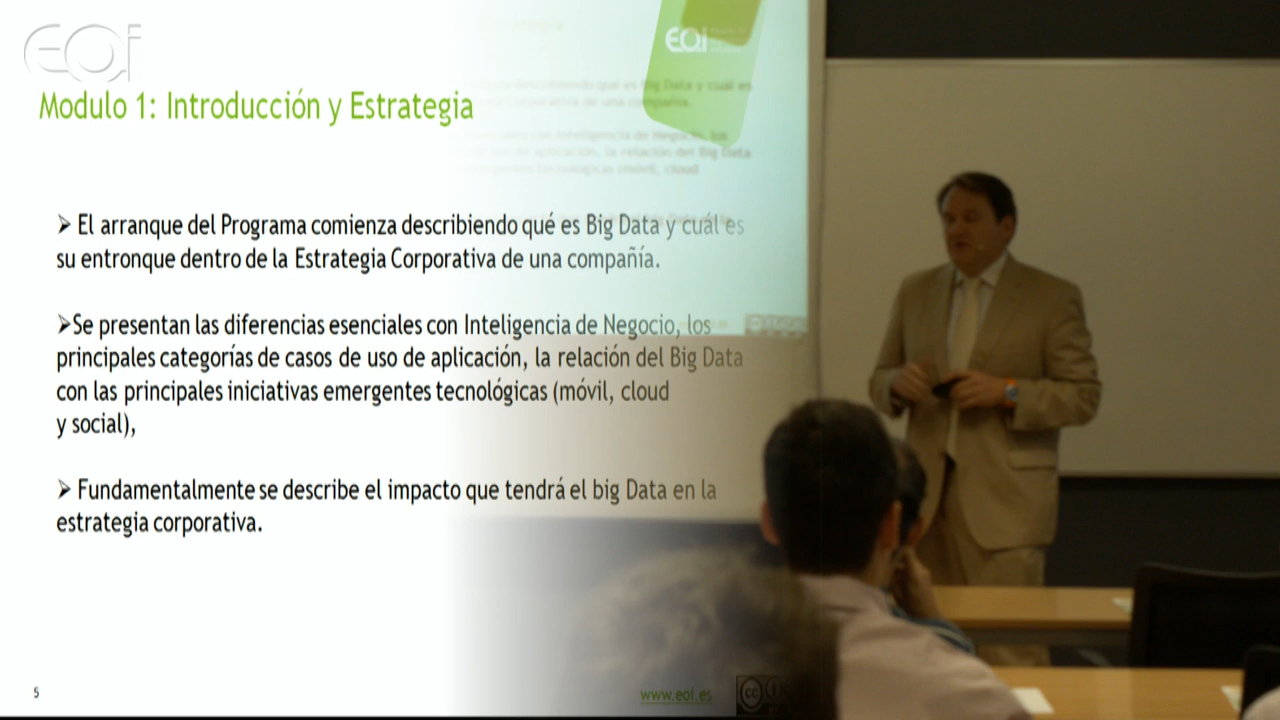 eoi
Modulo 1: Introducción y Estrategia
eoi
➢ El arranque del Programa comienza describiendo qué es Big Data y cuál es
su entronque dentro de la Estrategia Corporativa de una compañía.
➢Se presentan las diferencias esenciales con Inteligencia de Negocio, los
principales categorías de casos de uso de aplicación, la relación del Big Data
con las principales iniciativas emergentes tecnológicas (móvil, cloud
y social),
➢ Fundamentalmente se describe el impacto que tendrá el big Data en la
estrategia corporativa.
5
www.eoi.es
cc